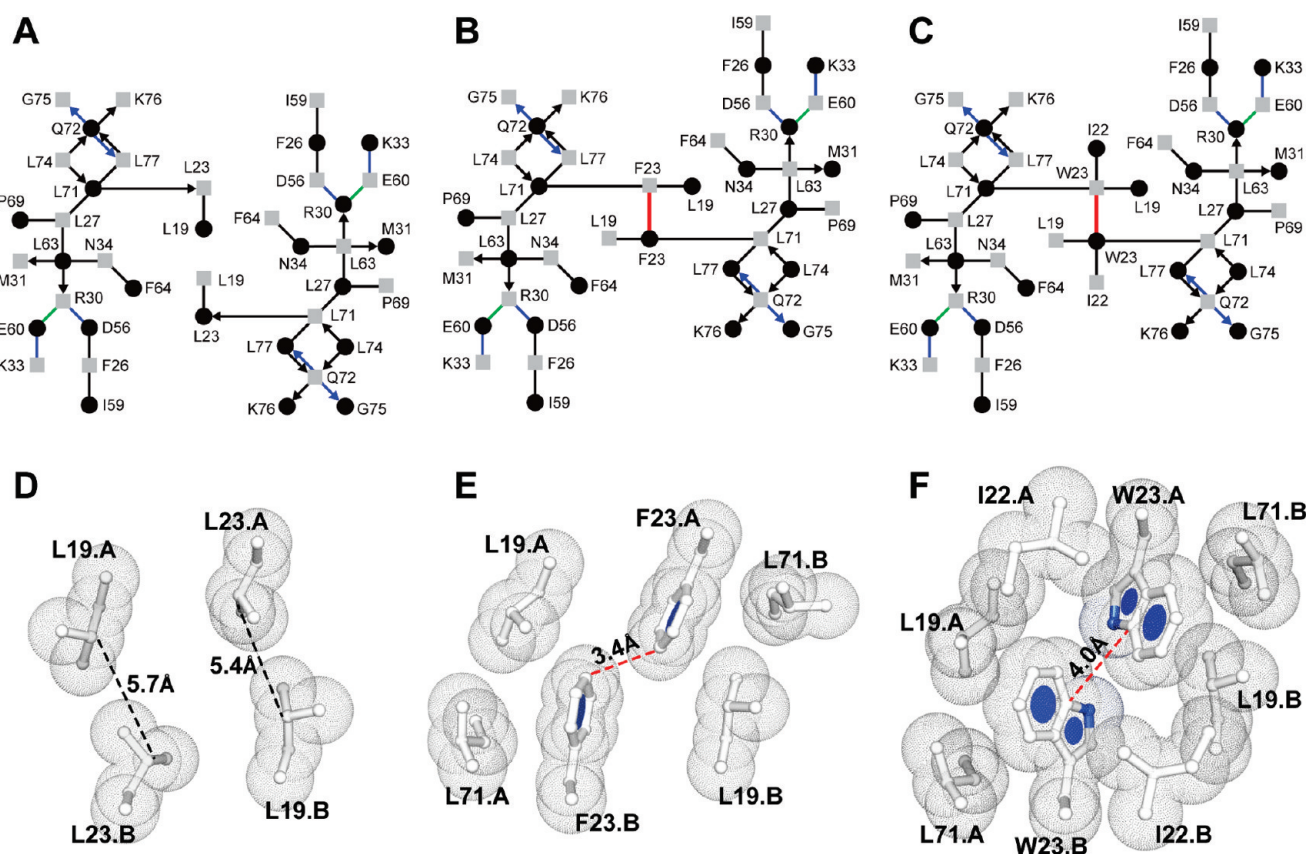 A
G75
K76
Q72
L74
L77
L71
L23
P69
L27
L19
L63
N34
M31
R30
F64
E60
D56
K33
F26
I59
I59
F26
K33
D56
E60
R30
F64
M31
N34
L63
L19
L27
P69
L23
L71
L77
L74
Q72
K76
G75
B
G75
K76
Q72
L74
L77
L71
F23
P69
L27
L19
L63
N34
M31
R30
F64
E60
D56
K33
F26
I59
I59
F26
K33
D56
E60
R30
F64
M31
N34
L63
L19
L27
P69
F23
L71
L77
L74
Q72
K76
G75
C
G75
K76
Q72
I22
L74
L77
W23
L71
P69
L27
L19
L63
N34
M31
R30
F64
E60
D56
K33
F26
I59
I59
F26
K33
D56
E60
R30
F64
M31
N34
L63
L19
L27
P69
W23
L71
I22
L77
L74
Q72
K76
G75
D
L23.A
L19.A
5.7Å
5.4Å
L23.B
L19.B
E
F23.A
L19.A
L71.B
3.4Å
L71.A
L19.B
F23.B
F
I22.A
W23.A
L71.B
L19.A
4.0Å
L19.B
L71.A
W23.B
I22.B